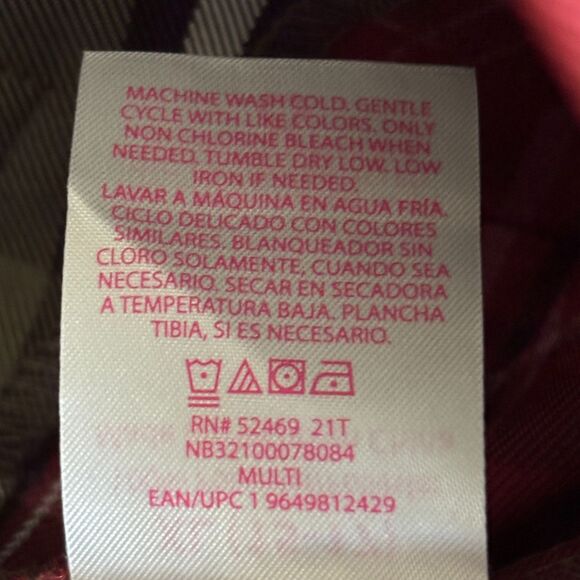 MACHINE WASH COLD. GENTLE
CYCLE WITH LIKE COLORS. ONLY
NON CHLORINE BLEACH WHEN
NEEDED. TUMBLE DRY LOW. LOW
IRON IF NEEDED.
LAVAR A MÁQUINA EN AGUA FRÍA.
CICLO DELICADO CON COLORES
SIMILARES. BLANQUEADOR SIN
CLORO SOLAMENTE, CUANDO SEA
NECESARIO. SECAR EN SECADORA
A TEMPERATURA BAJA. PLANCHA
TIBIA, SI ES NECESARIO.
RN# 52469 21T
NB32100078084
MULTI
EAN/UPC 1 9649812429